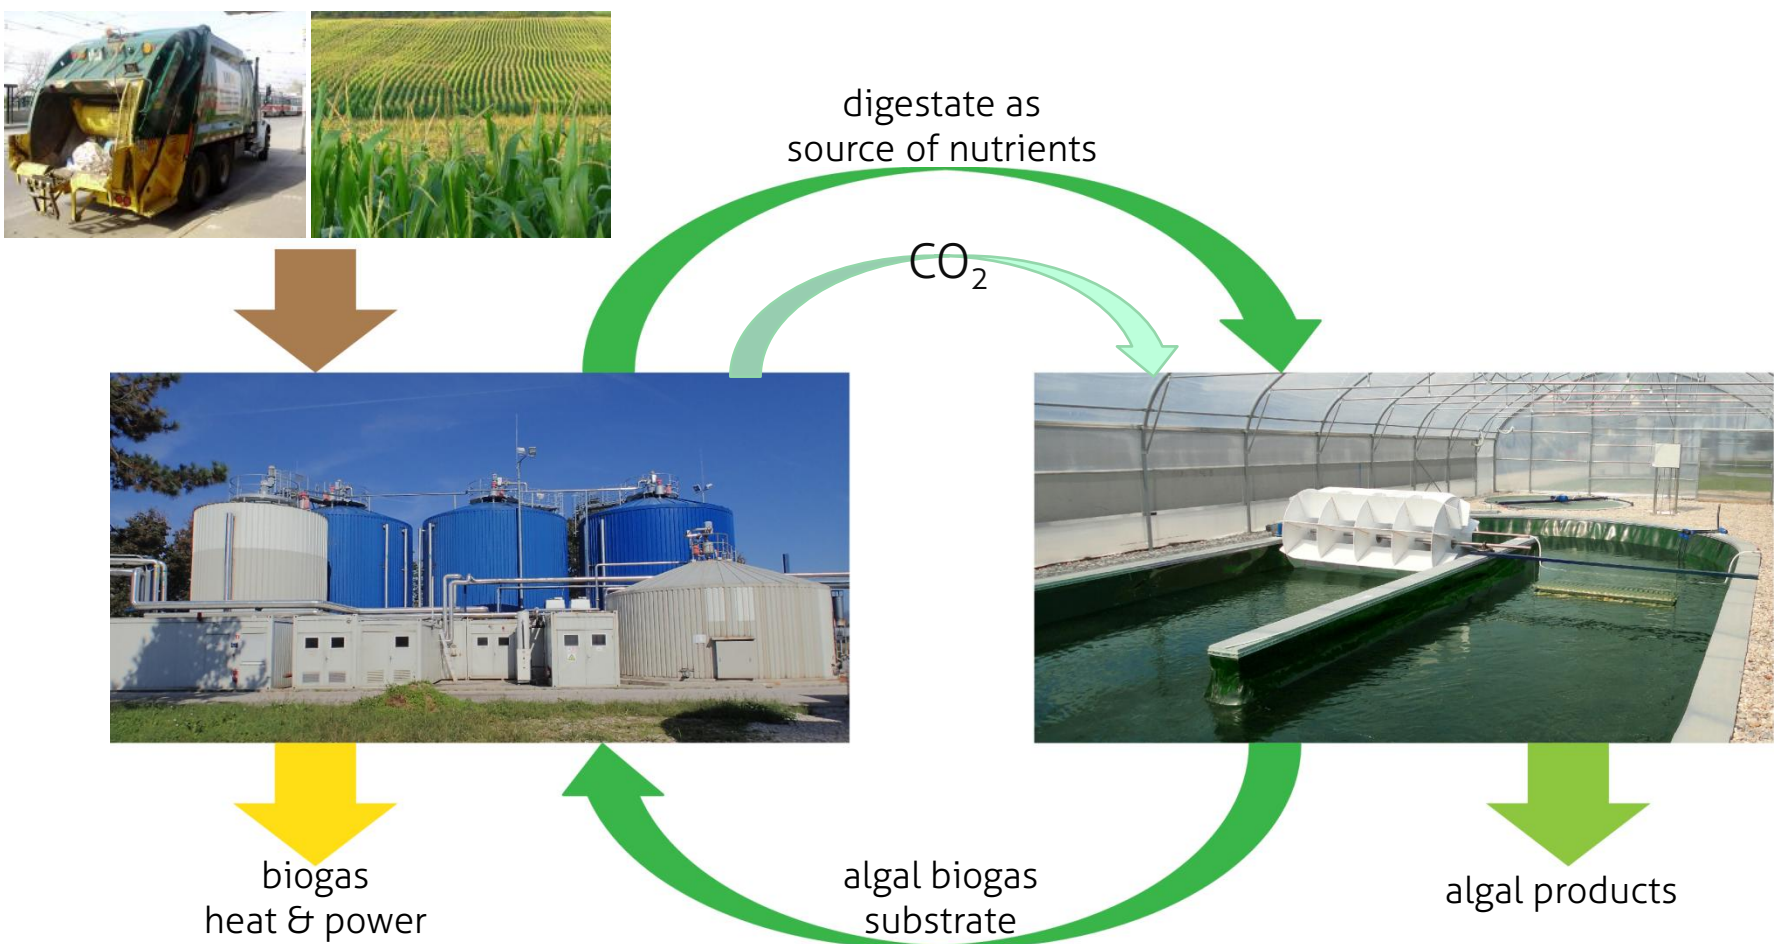 digestate as
source of nutrients
CO₂
biogas
heat & power
algal biogas
substrate
algal products